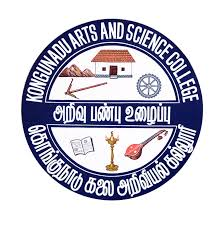 KONGUNADU ARTS AND SCIENCE COLLEGE
அறிவு பண்பு உழைப்பு
கொங்குநாடு கலை அறிவியல் கல்லூரி